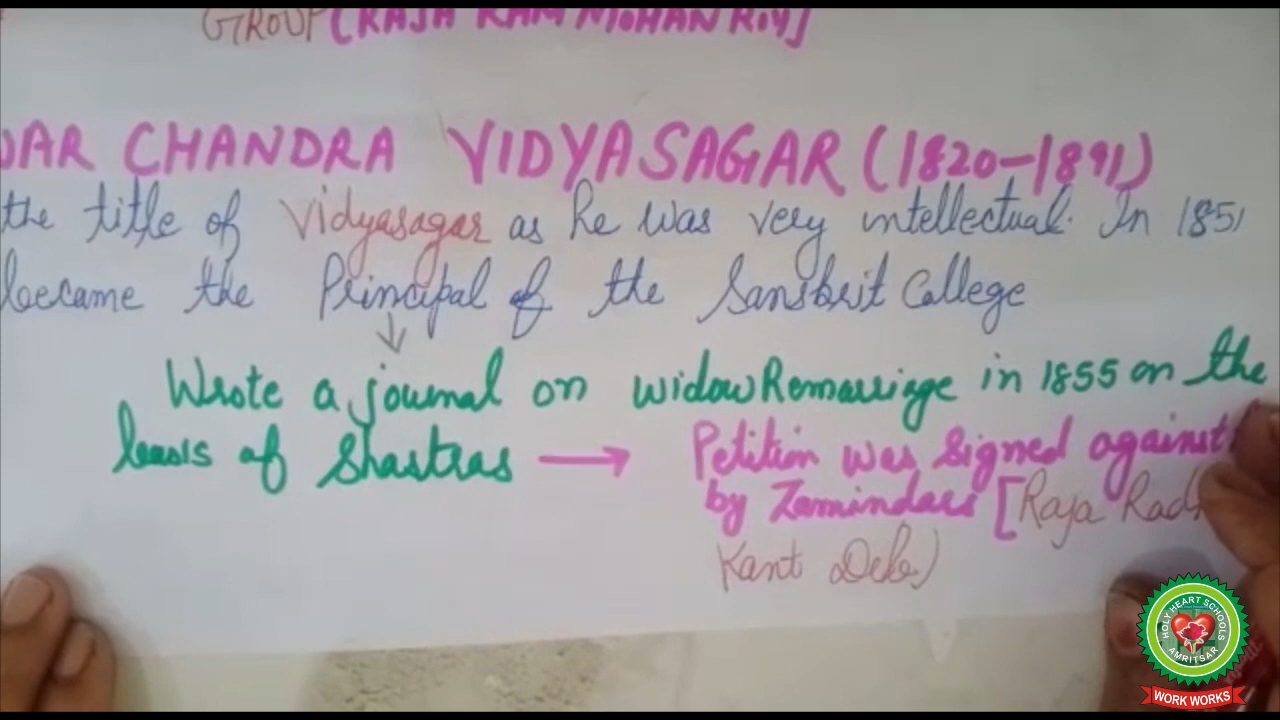 GROUP [RAJA RAM MOHAN ROY]
WAR CHANDRA VIDYASAGAR (1820-1891)
the title of Vidyasagar as he was very intellectual. In 1851
became the Principal of the Sanskrit College
Wrote a journal on widow Remarriage in 1855 on the
basis of Shastras → Petition was signed against
by Zamindars [Raja Rad
Kant Deb)
HOLY HEART SCHOOLS
AMRITSAR
WORK WORKS